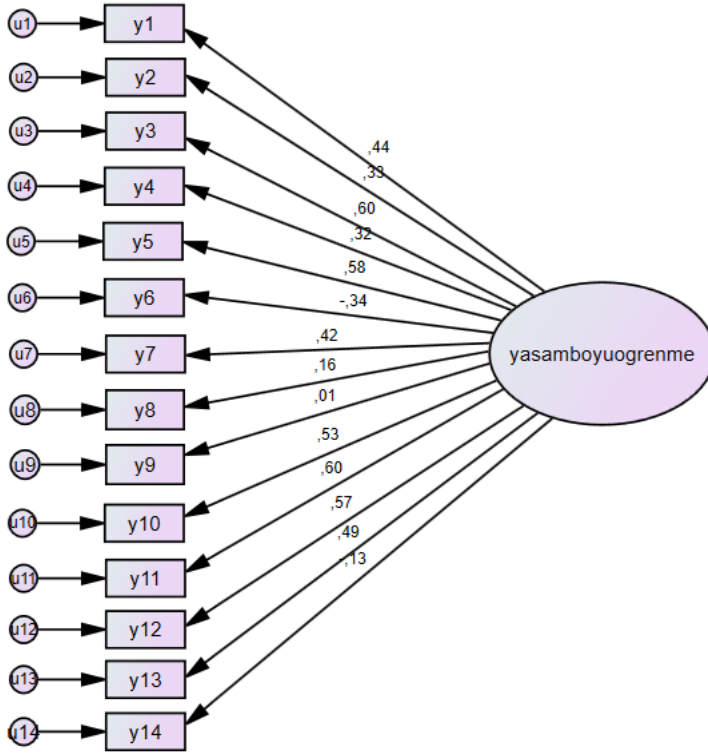 u1 y1
u2 y2
u3 y3
u4 y4
u5 y5
u6 y6
u7 y7
u8 y8
u9 y9
u10 y10
u11 y11
u12 y12
u13 y13
u14 y14
,44
,33
,60
,32
,58
-,34
,42
,16
,01
,53
,60
,57
,49
-,13
yasamboyuogrenme